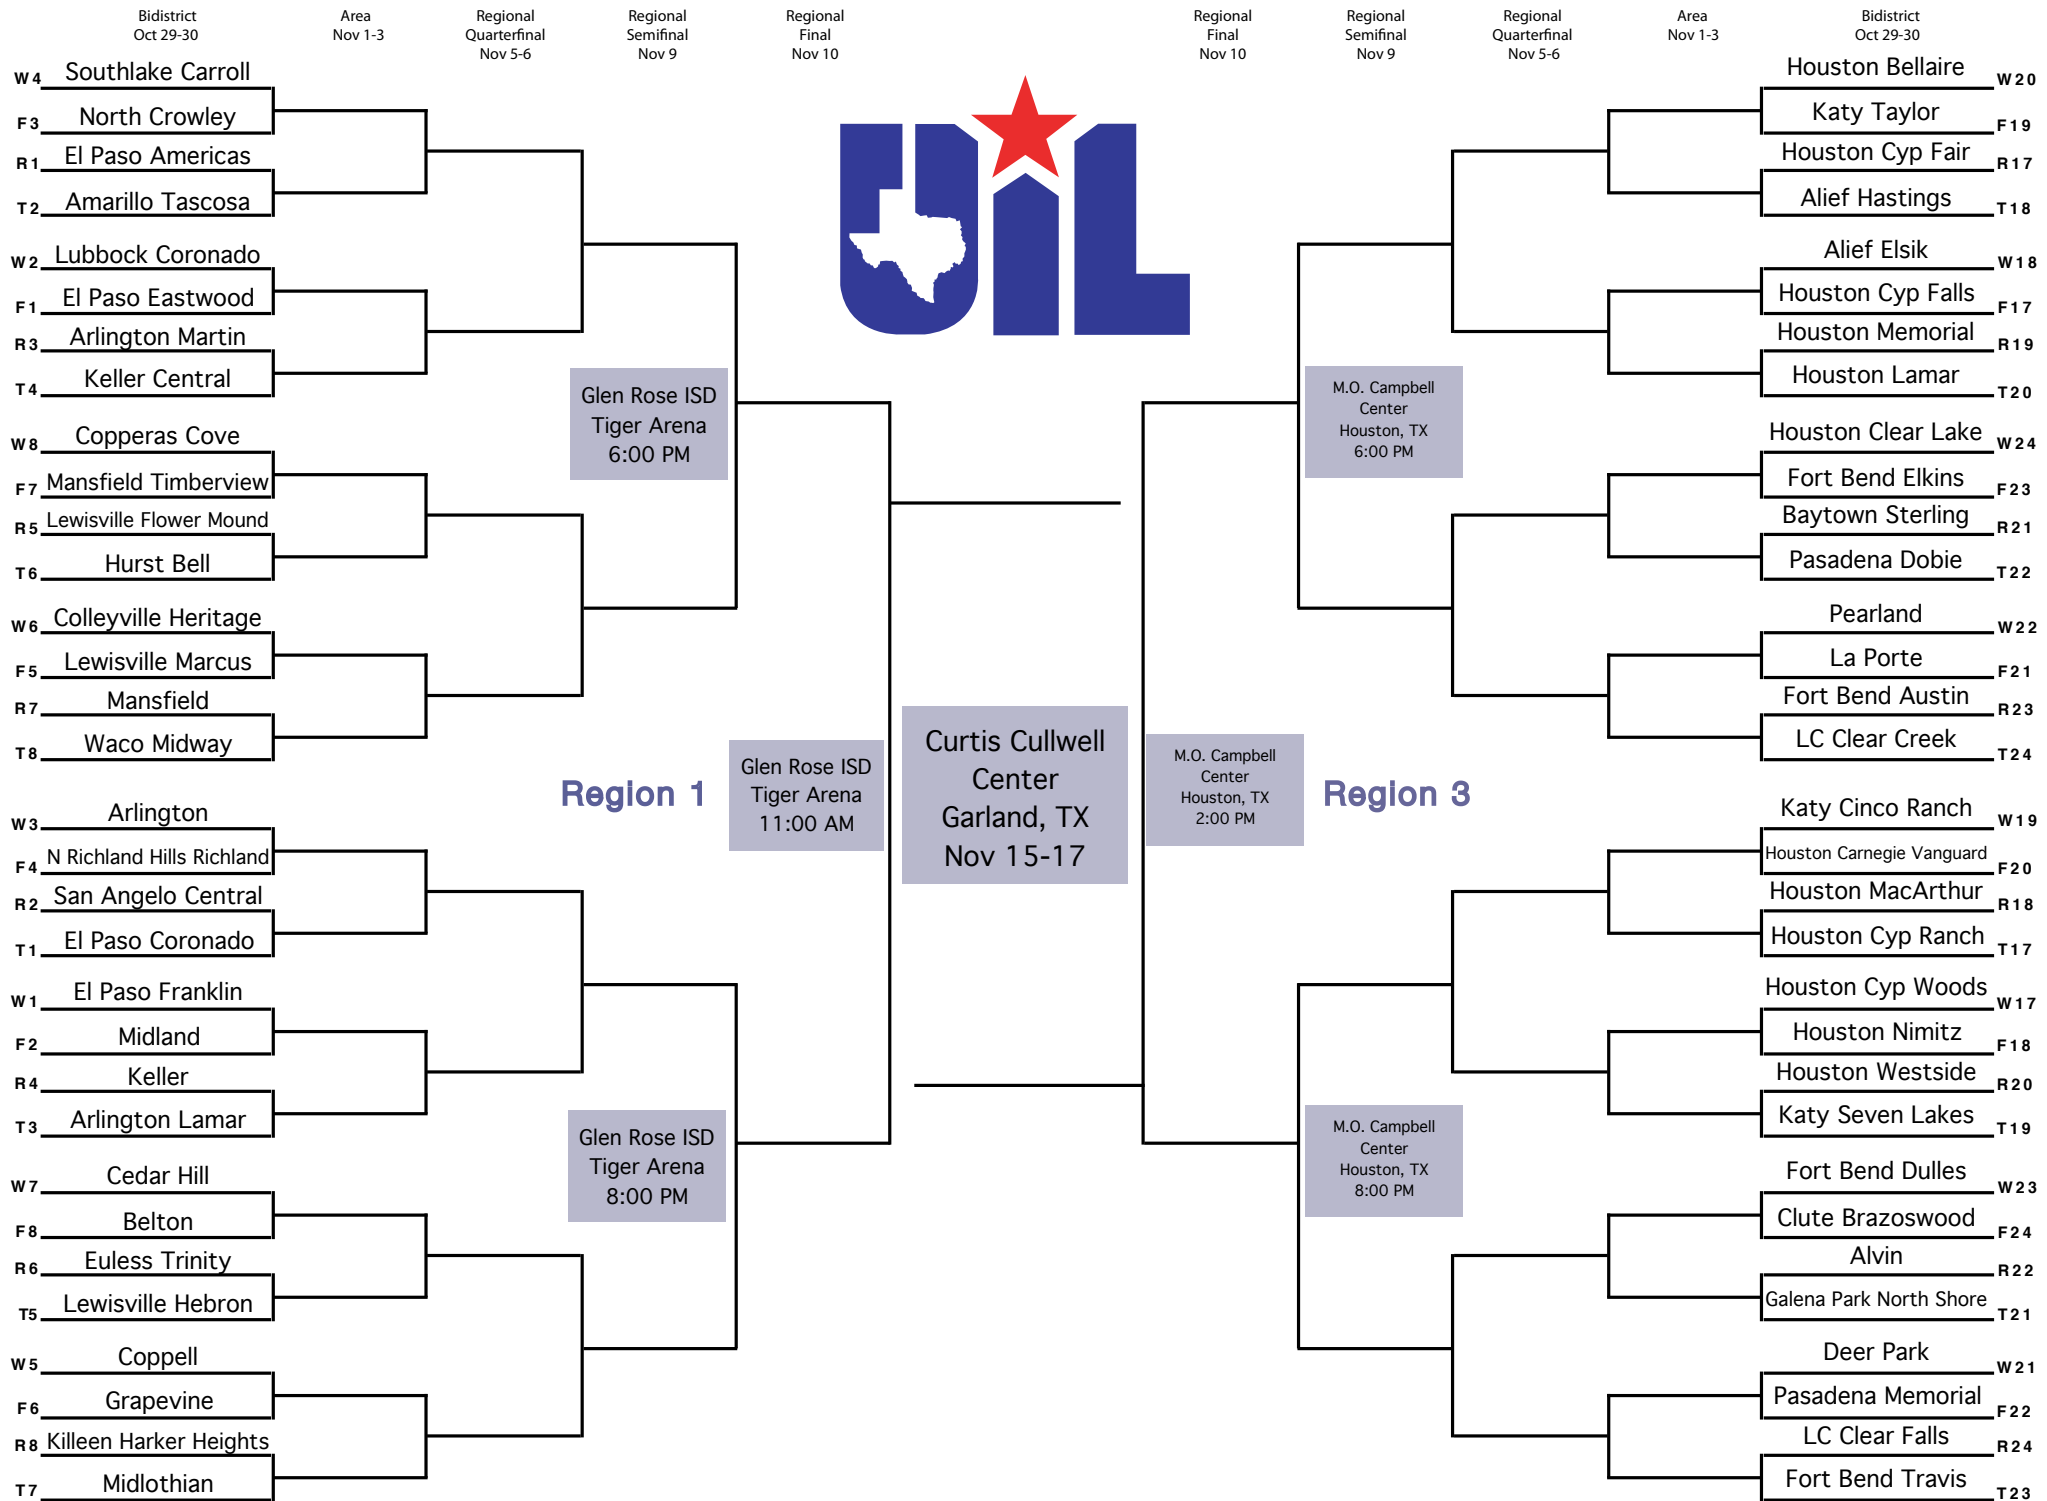 Bidistrict
Oct 29-30
Area
Nov 1-3
Regional
Quarterfinal
Nov 5-6
Regional
Semifinal
Nov 9
Regional
Final
Nov 10
Regional
Final
Nov 10
Regional
Semifinal
Nov 9
Regional
Quarterfinal
Nov 5-6
Area
Nov 1-3
Bidistrict
Oct 29-30
UIL
W4 Southlake Carroll
F3 North Crowley
R1 El Paso Americas
T2 Amarillo Tascosa
W2 Lubbock Coronado
F1 El Paso Eastwood
R3 Arlington Martin
T4 Keller Central
W8 Copperas Cove
F7 Mansfield Timberview
R5 Lewisville Flower Mound
T6 Hurst Bell
W6 Colleyville Heritage
F5 Lewisville Marcus
R7 Mansfield
T8 Waco Midway
W3 Arlington
F4 N Richland Hills Richland
R2 San Angelo Central
T1 El Paso Coronado
W1 El Paso Franklin
F2 Midland
R4 Keller
T3 Arlington Lamar
W7 Cedar Hill
F8 Belton
R6 Euless Trinity
T5 Lewisville Hebron
W5 Coppell
F6 Grapevine
R8 Killeen Harker Heights
T7 Midlothian
Glen Rose ISD
Tiger Arena
6:00 PM
Region 1
Glen Rose ISD
Tiger Arena
11:00 AM
Glen Rose ISD
Tiger Arena
8:00 PM
Curtis Cullwell
Center
Garland, TX
Nov 15-17
M.O. Campbell
Center
Houston, TX
6:00 PM
M.O. Campbell
Center
Houston, TX
2:00 PM
Region 3
M.O. Campbell
Center
Houston, TX
8:00 PM
Houston Bellaire W20
Katy Taylor F19
Houston Cyp Fair R17
Alief Hastings T18
Alief Elsik W18
Houston Cyp Falls F17
Houston Memorial R19
Houston Lamar T20
Houston Clear Lake W24
Fort Bend Elkins F23
Baytown Sterling R21
Pasadena Dobie T22
Pearland W22
La Porte F21
Fort Bend Austin R23
LC Clear Creek T24
Katy Cinco Ranch W19
Houston Carnegie Vanguard F20
Houston MacArthur R18
Houston Cyp Ranch T17
Houston Cyp Woods W17
Houston Nimitz F18
Houston Westside R20
Katy Seven Lakes T19
Fort Bend Dulles W23
Clute Brazoswood F24
Alvin R22
Galena Park North Shore T21
Deer Park W21
Pasadena Memorial F22
LC Clear Falls R24
Fort Bend Travis T23